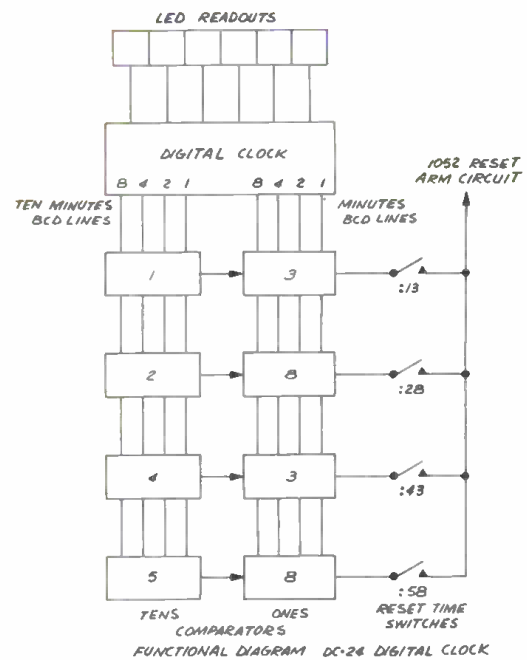 LED READOUTS
DIGITAL CLOCK
8 4 2 1 8 4 2 1
1052 RESET
ARM CIRCUIT
TEN MINUTES
BCD LINES
MINUTES
BCD LINES
1 3
:13
2 8
:28
4 3
:43
5 8
:58
TENS ONES
COMPARATORS
RESET TIME
SWITCHES
FUNCTIONAL DIAGRAM DC-24 DIGITAL CLOCK